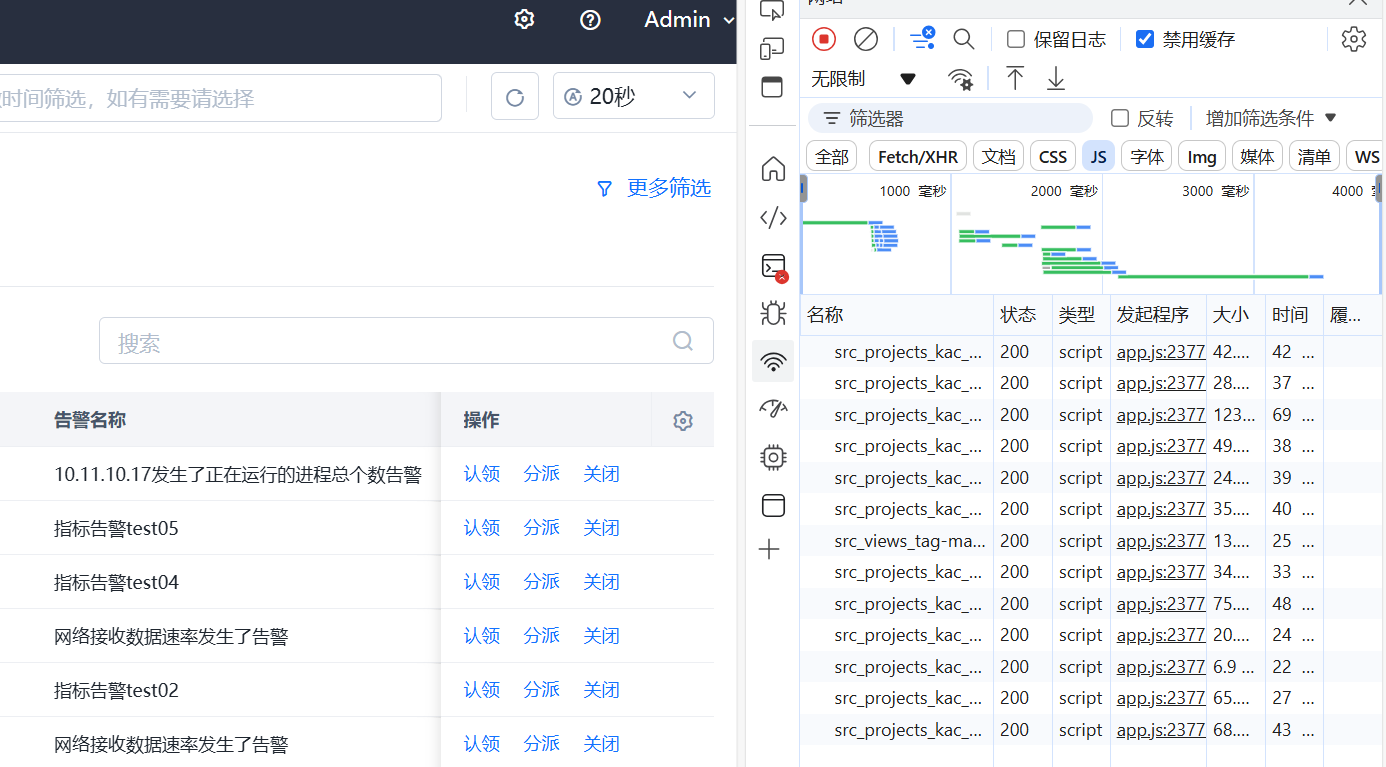 Admin
时间筛选，如有需要请选择
20秒
更多筛选
搜索
告警名称 操作
10.11.10.17发生了正在运行的进程总个数告警 认领 分派 关闭
指标告警test05 认领 分派 关闭
指标告警test04 认领 分派 关闭
网络接收数据速率发生了告警 认领 分派 关闭
指标告警test02 认领 分派 关闭
网络接收数据速率发生了告警 认领 分派 关闭
保留日志 禁用缓存
无限制
筛选器 反转 增加筛选条件
全部 Fetch/XHR 文档 CSS JS 字体 Img 媒体 清单 WS
1000 毫秒 2000 毫秒 3000 毫秒 4000
名称 状态 类型 发起程序 大小 时间 履...
src_projects_kac_... 200 script app.js:2377 42.... 42 ...
src_projects_kac_... 200 script app.js:2377 28.... 37 ...
src_projects_kac_... 200 script app.js:2377 123... 69 ...
src_projects_kac_... 200 script app.js:2377 49.... 38 ...
src_projects_kac_... 200 script app.js:2377 24.... 39 ...
src_projects_kac_... 200 script app.js:2377 35.... 40 ...
src_views_tag-ma... 200 script app.js:2377 13.... 25 ...
src_projects_kac_... 200 script app.js:2377 34.... 33 ...
src_projects_kac_... 200 script app.js:2377 75.... 48 ...
src_projects_kac_... 200 script app.js:2377 20.... 24 ...
src_projects_kac_... 200 script app.js:2377 6.9 ... 22 ...
src_projects_kac_... 200 script app.js:2377 65.... 27 ...
src_projects_kac_... 200 script app.js:2377 68.... 43 ...